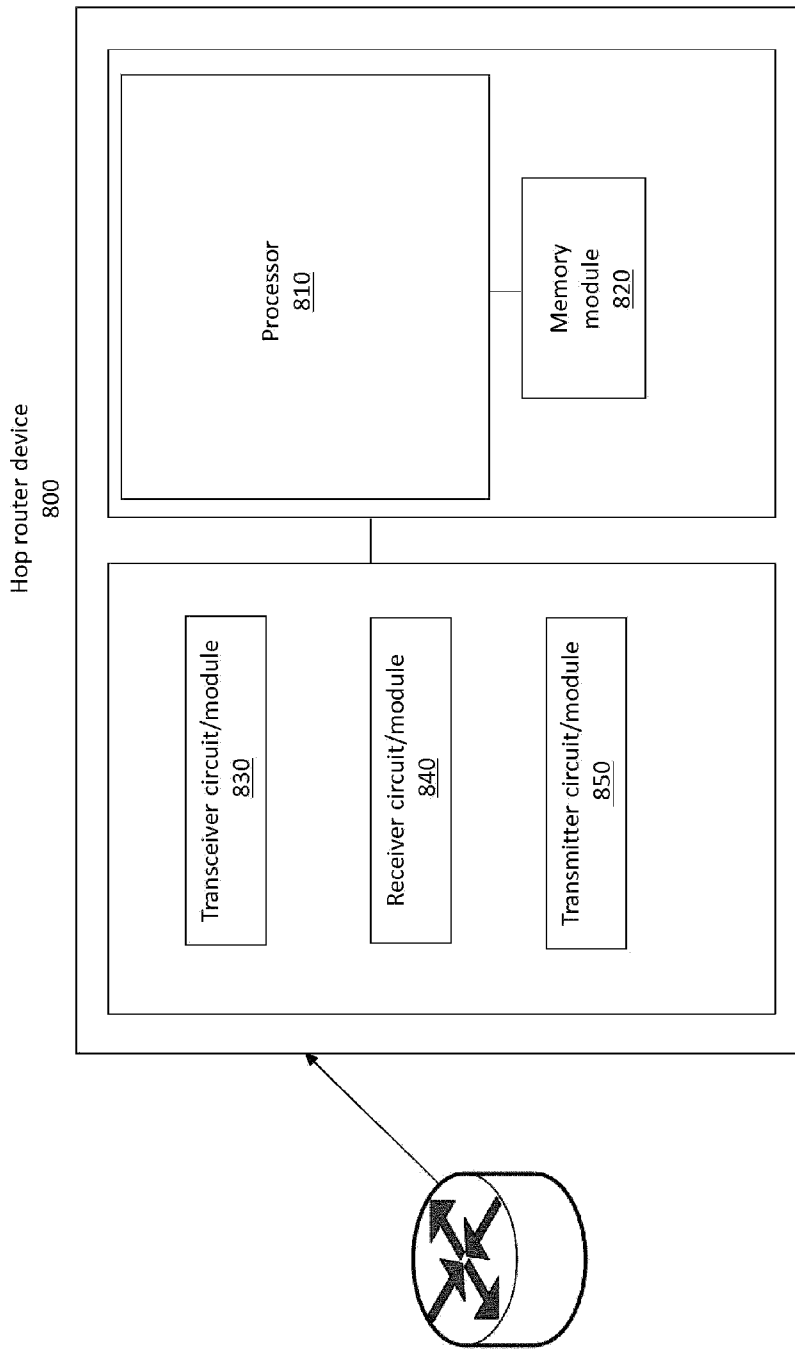 Hop router device
800
Transceiver circuit/module
830
Receiver circuit/module
840
Transmitter circuit/module
850
Processor
810
Memory
module
820